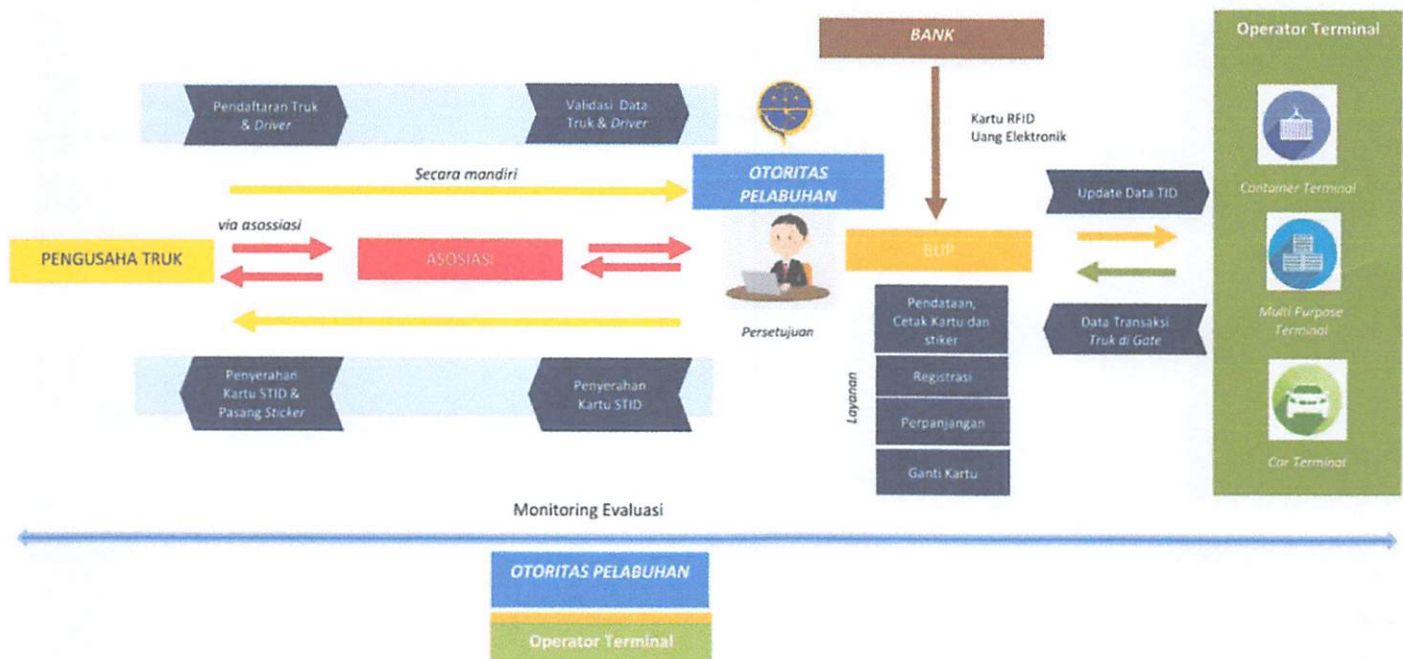 BANK
Operator Terminal
Pendaftaran Truk
& Driver
Validasi Data
Truk & Driver
Kartu RFID
Uang Elektronik
Secara mandiri
OTORITAS
PELABUHAN
Update Data TID
Container Terminal
via asossiasi
PENGUSAHA TRUK
ASOSIASI
BUP
Pendataan,
Cetak Kartu dan
stiker
Persetujuan
Data Transaksi
Truk di Gate
Multi Purpose
Terminal
Penyerahan
Kartu STID &
Pasang Sticker
Penyerahan
Kartu STID
Layanan
Registrasi
Perpanjangan
Ganti Kartu
Car Terminal
Monitoring Evaluasi
OTORITAS PELABUHAN
Operator Terminal